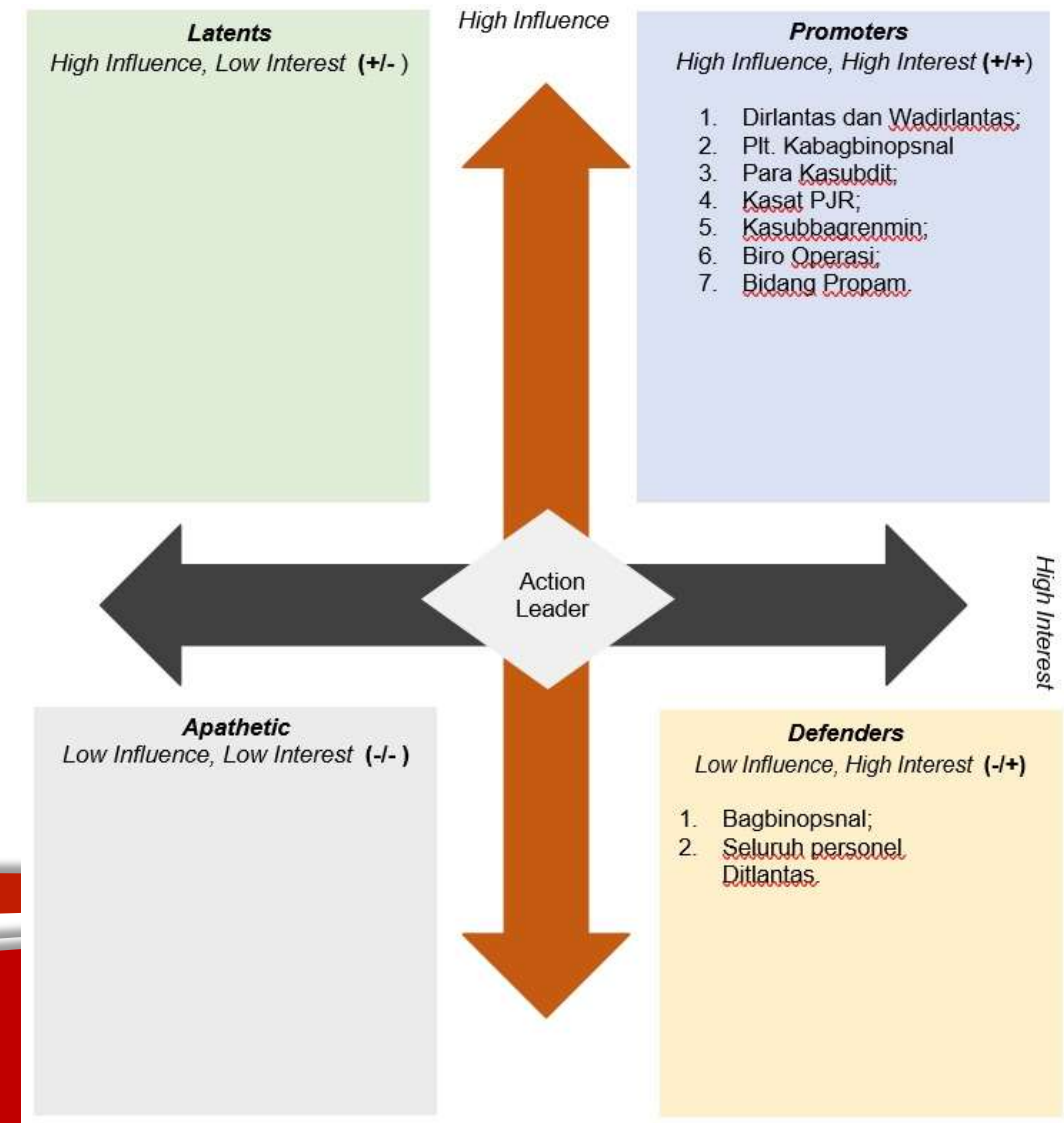 High Influence
Latents
High Influence, Low Interest (+/- )
Promoters
High Influence, High Interest (+/+)
1. Dirlantas dan Wadirlantas;
2. Plt. Kabagbinopsnal
3. Para Kasubdit;
4. Kasat PJR;
5. Kasubbagrenmin;
6. Biro Operasi;
7. Bidang Propam.
Action
Leader
High Interest
Apathetic
Low Influence, Low Interest (-/- )
Defenders
Low Influence, High Interest (-/+)
1. Bagbinopsnal;
2. Seluruh personel
Ditlantas.